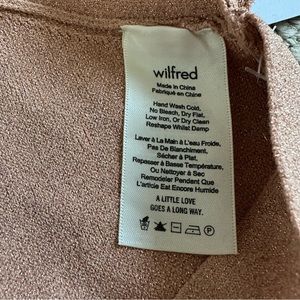 wilfred
Made in China
Fabriqué en Chine
Hand Wash Cold,
No Bleach, Dry Flat,
Low Iron, Or Dry Clean
Reshape Whilst Damp
Laver à La Main à L'eau Froide,
Pas De Blanchiment,
Sécher à Plat.
Repasser à Basse Température,
Ou Nettoyer à Sec
Remodeler Pendant Que
L'article Est Encore Humide
A LITTLE LOVE
GOES A LONG WAY.
P